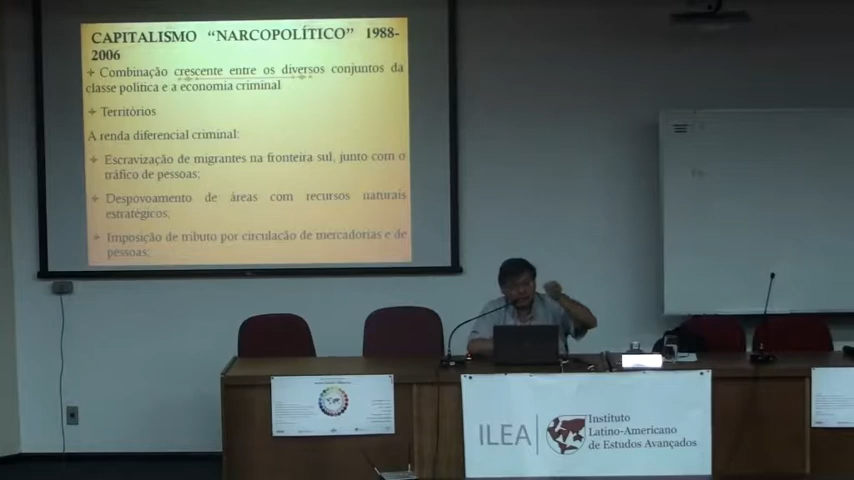 CAPITALISMO "NARCOPOLÍTICO" 1988-
2006
Combinação crescente entre os diversos conjuntos da
classe política e a economia criminal
Territórios
A renda diferencial criminal:
Escravização de migrantes na fronteira sul, junto com o
tráfico de pessoas;
Despovoamento de áreas com recursos naturais
estratégicos;
Imposição de tributo por circulação de mercadorias e de
pessoas;
ILEA
Instituto
Latino-Americano
de Estudos Avançados